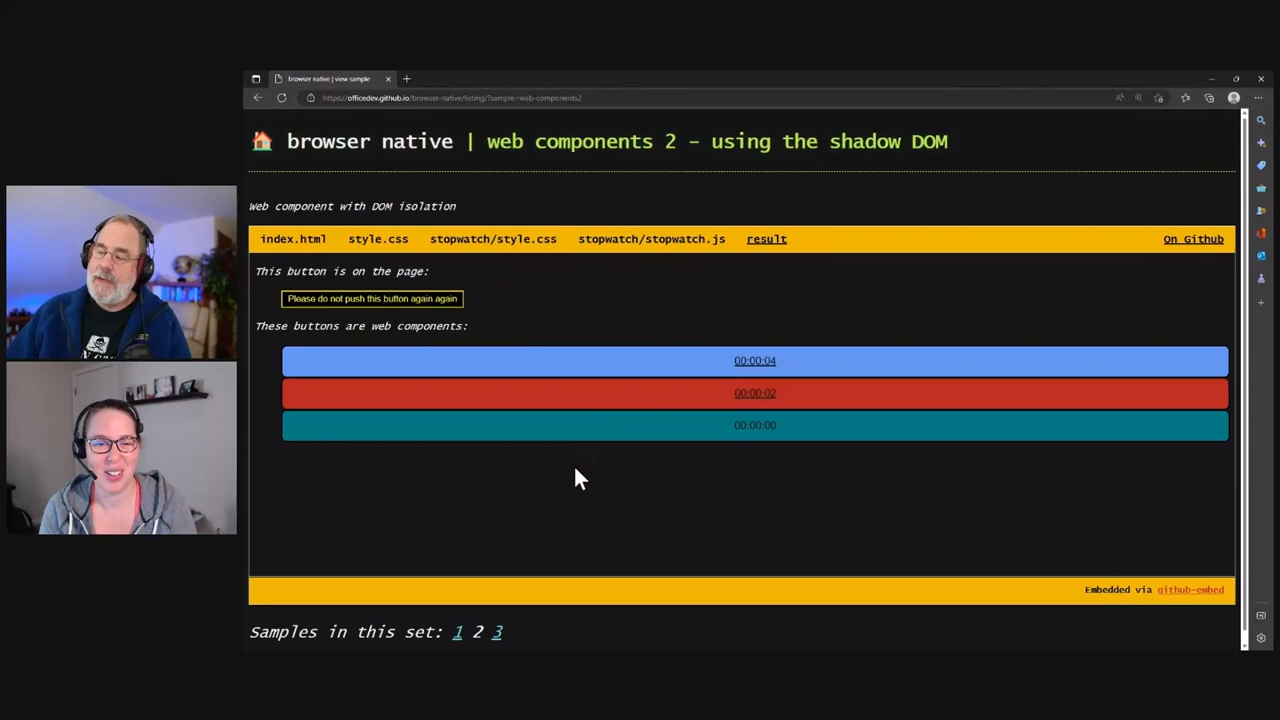 browser native | view sample
https://officedev.github.io/browser-native/listing/?sample=web-components2
browser native | web components 2 - using the shadow DOM
Web component with DOM isolation
index.html style.css stopwatch/style.css stopwatch/stopwatch.js result On Github
This button is on the page:
Please do not push this button again again
These buttons are web components:
00:00:04
00:00:02
00:00:00
Embedded via github-embed
Samples in this set: 1 2 3